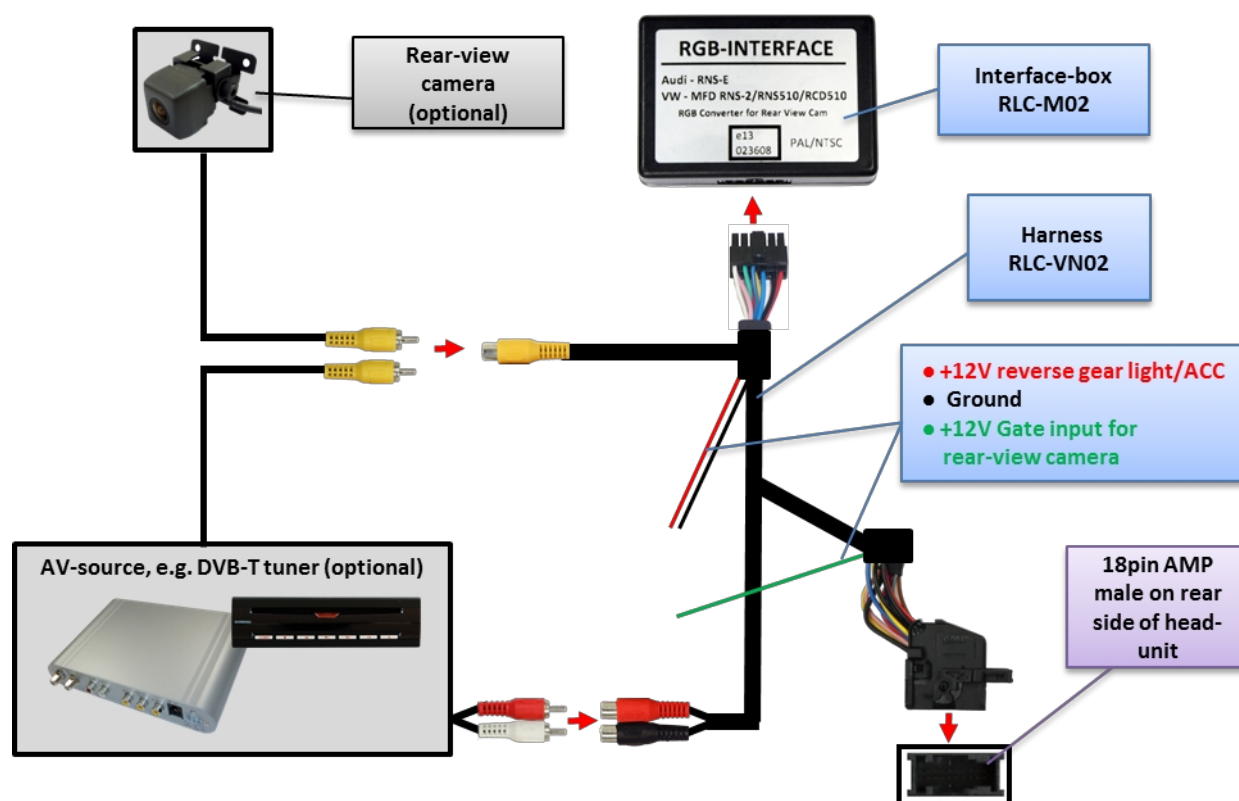 Rear-view
camera
(optional)
RGB-INTERFACE
Audi - RNS-E
VW - MFD RNS-2/RNS510/RCD510
RGB Converter for Rear View Cam
e13
023608
PAL/NTSC
Interface-box
RLC-M02
Harness
RLC-VN02
● +12V reverse gear light/ACC
● Ground
● +12V Gate input for
rear-view camera
AV-source, e.g. DVB-T tuner (optional)
18pin AMP
male on rear
side of head-
unit